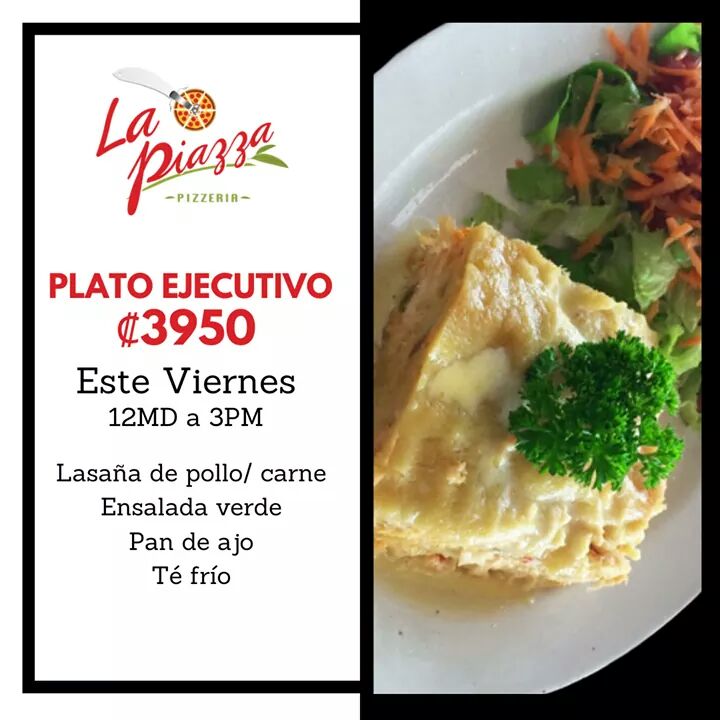 La
Piazza
PIZZERIA
PLATO EJECUTIVO
₡3950
Este Viernes
12MD a 3PM
Lasaña de pollo/ carne
Ensalada verde
Pan de ajo
Té frío